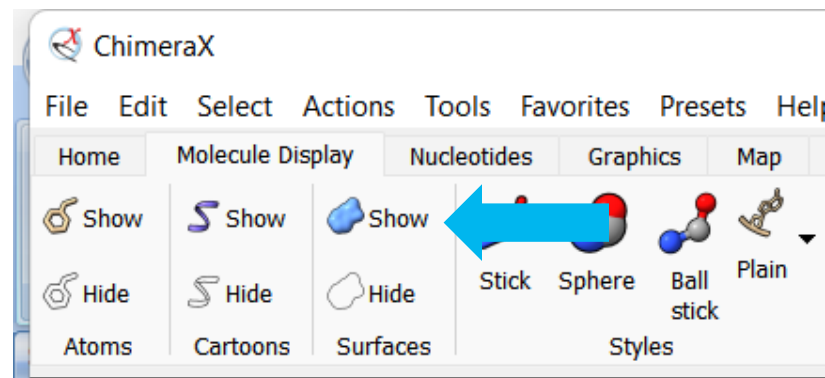 ChimeraX
File Edit Select Actions Tools Favorites Presets Help
Home Molecule Display Nucleotides Graphics Map
Show Show Show
Hide Hide Hide Stick Sphere Ball stick Plain
Atoms Cartoons Surfaces Styles